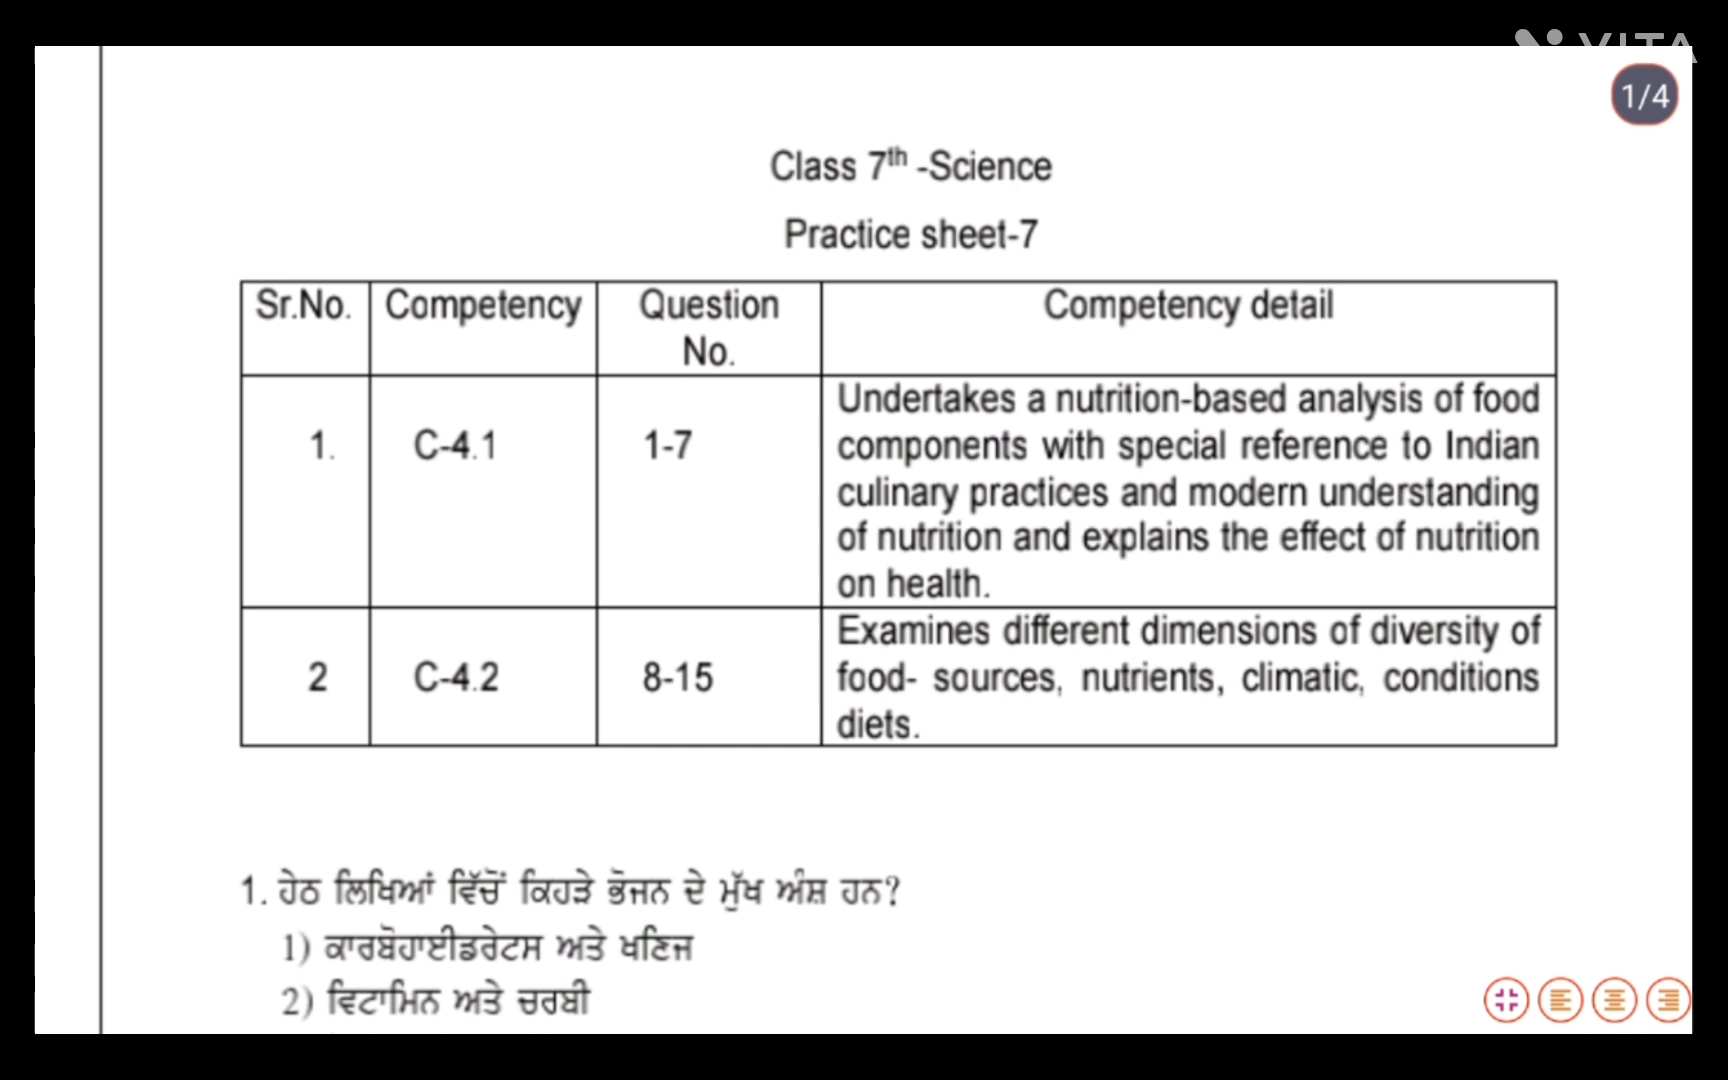 VITA
1/4
Class 7th -Science
Practice sheet-7
Sr.No. Competency Question No. Competency detail
1. C-4.1 1-7 Undertakes a nutrition-based analysis of food
components with special reference to Indian
culinary practices and modern understanding
of nutrition and explains the effect of nutrition
on health.
2 C-4.2 8-15 Examines different dimensions of diversity of
food- sources, nutrients, climatic, conditions
diets.
1. ਹੇਠ ਲਿਖਿਆਂ ਵਿੱਚੋਂ ਕਿਹੜੇ ਭੋਜਨ ਦੇ ਮੁੱਖ ਅੰਸ਼ ਹਨ?
1) ਕਾਰਬੋਹਾਈਡਰੇਟਸ ਅਤੇ ਖਣਿਜ
2) ਵਿਟਾਮਿਨ ਅਤੇ ਚਰਬੀ